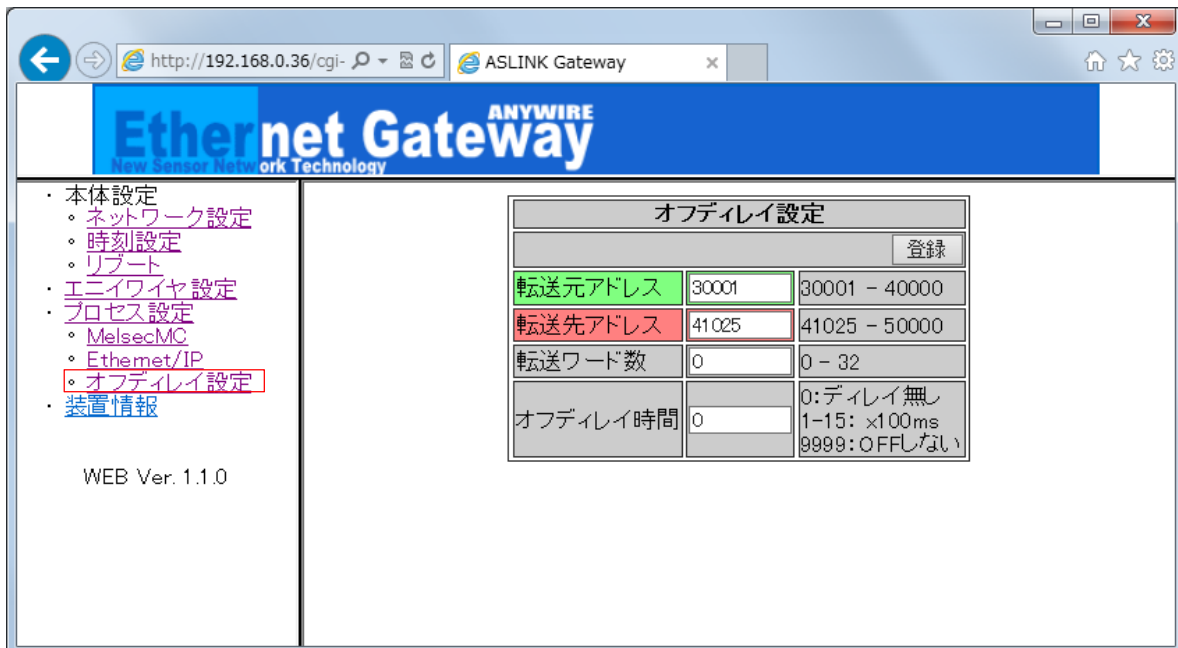 http://192.168.0.36/cgi-
ASLINK Gateway
Ethernet Gateway
ANYWIRE
New Sensor Network Technology
・ 本体設定
∘ ネットワーク設定
∘ 時刻設定
∘ リブート
・ エニイワイヤ設定
・ プロセス設定
∘ MelsecMC
∘ Ethernet/IP
∘ オフディレイ設定
・ 装置情報
WEB Ver. 1.1.0
オフディレイ設定
登録
転送元アドレス 30001 30001 - 40000
転送先アドレス 41025 41025 - 50000
転送ワード数 0 0 - 32
オフディレイ時間 0 0:ディレイ無し
1-15: x100ms
9999:OFFしない